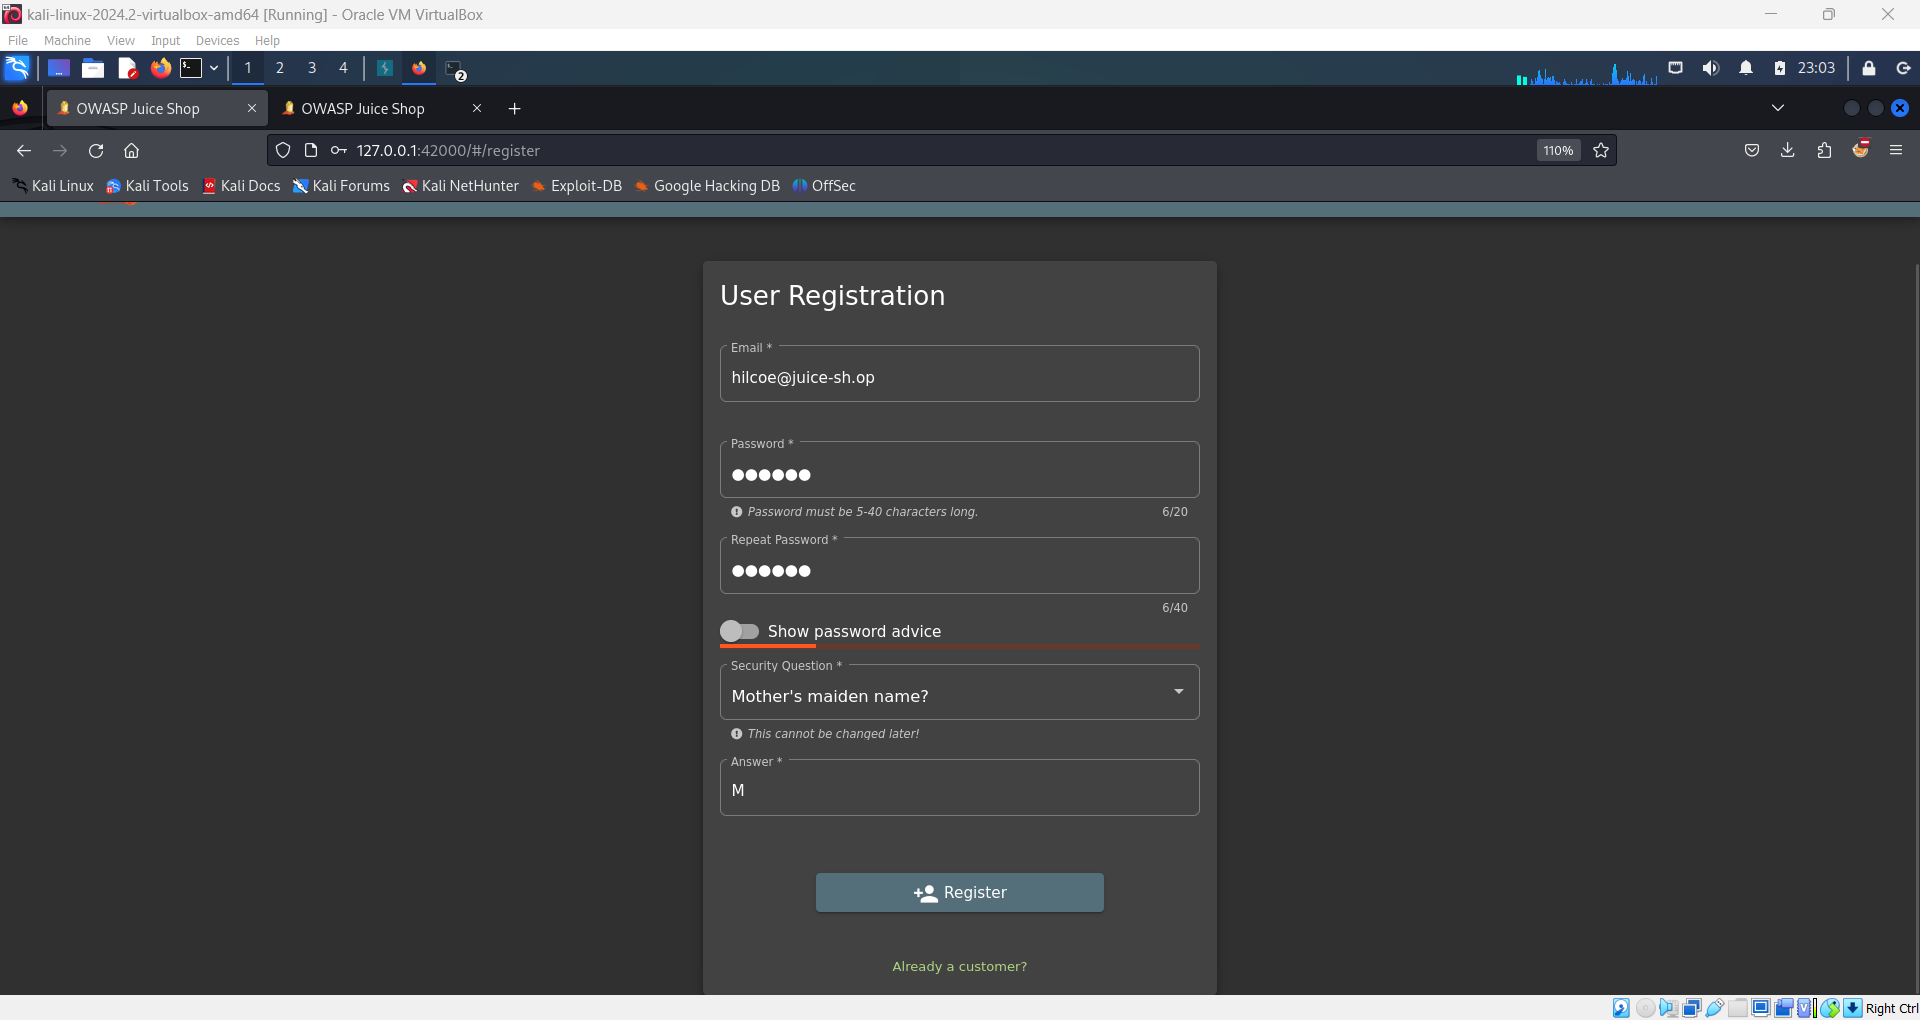 kali-linux-2024.2-virtualbox-amd64 [Running] - Oracle VM VirtualBox
File Machine View Input Devices Help
1 2 3 4 2 23:03
OWASP Juice Shop OWASP Juice Shop
127.0.0.1:42000/#/register 110%
Kali Linux Kali Tools Kali Docs Kali Forums Kali NetHunter Exploit-DB Google Hacking DB OffSec
User Registration
Email *
hilcoe@juice-sh.op
Password *
●●●●●●
Password must be 5-40 characters long. 6/20
Repeat Password *
●●●●●●
6/40
Show password advice
Security Question *
Mother's maiden name?
This cannot be changed later!
Answer *
M
Register
Already a customer?
Right Ctrl